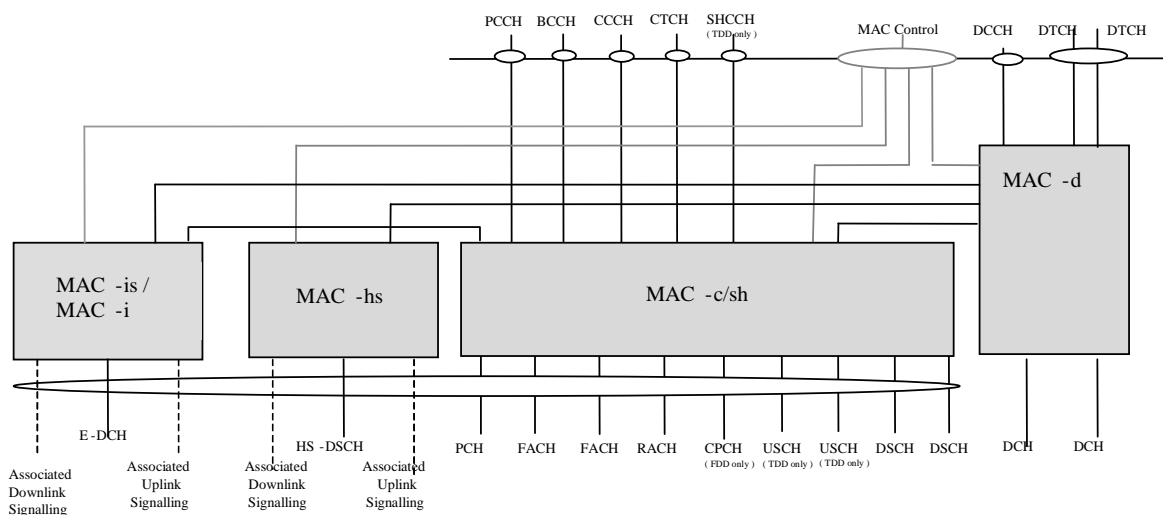 PCCH BCCH CCCH CTCH SHCCH MAC Control DCCH DTCH DTCH
( TDD only )
MAC -d
MAC -is /
MAC -i
MAC -hs
MAC -c/sh
E -DCH
HS -DSCH
PCH FACH FACH RACH CPCH USCH USCH DSCH DSCH DCH DCH
( FDD only ) ( TDD only ) ( TDD only )
Associated
Downlink
Signalling
Associated
Uplink
Signalling
Associated
Downlink
Signalling
Associated
Uplink
Signalling